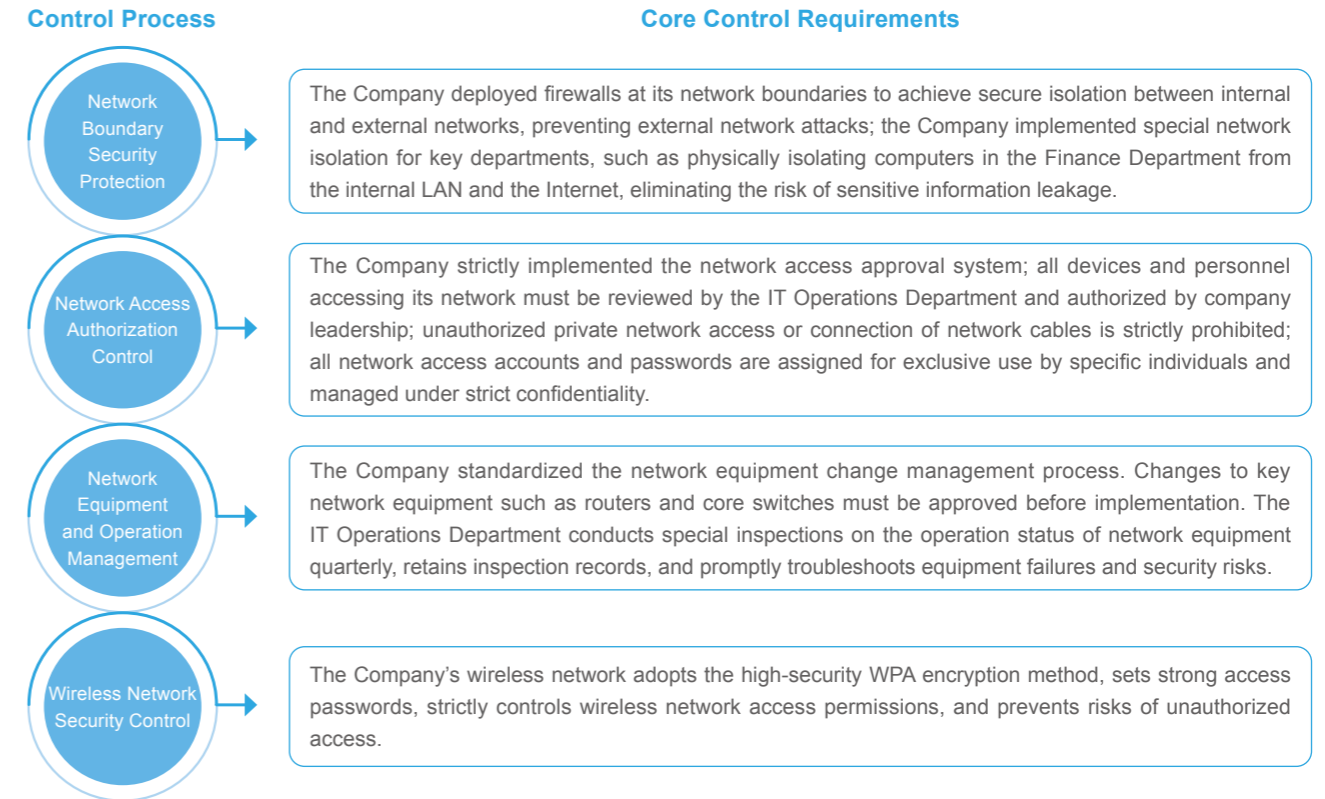 Control Process
Core Control Requirements
Network
Boundary
Security
Protection
The Company deployed firewalls at its network boundaries to achieve secure isolation between internal
and external networks, preventing external network attacks; the Company implemented special network
isolation for key departments, such as physically isolating computers in the Finance Department from
the internal LAN and the Internet, eliminating the risk of sensitive information leakage.
Network Access
Authorization
Control
The Company strictly implemented the network access approval system; all devices and personnel
accessing its network must be reviewed by the IT Operations Department and authorized by company
leadership; unauthorized private network access or connection of network cables is strictly prohibited;
all network access accounts and passwords are assigned for exclusive use by specific individuals and
managed under strict confidentiality.
Network
Equipment
and Operation
Management
The Company standardized the network equipment change management process. Changes to key
network equipment such as routers and core switches must be approved before implementation. The
IT Operations Department conducts special inspections on the operation status of network equipment
quarterly, retains inspection records, and promptly troubleshoots equipment failures and security risks.
Wireless Network
Security Control
The Company’s wireless network adopts the high-security WPA encryption method, sets strong access
passwords, strictly controls wireless network access permissions, and prevents risks of unauthorized
access.